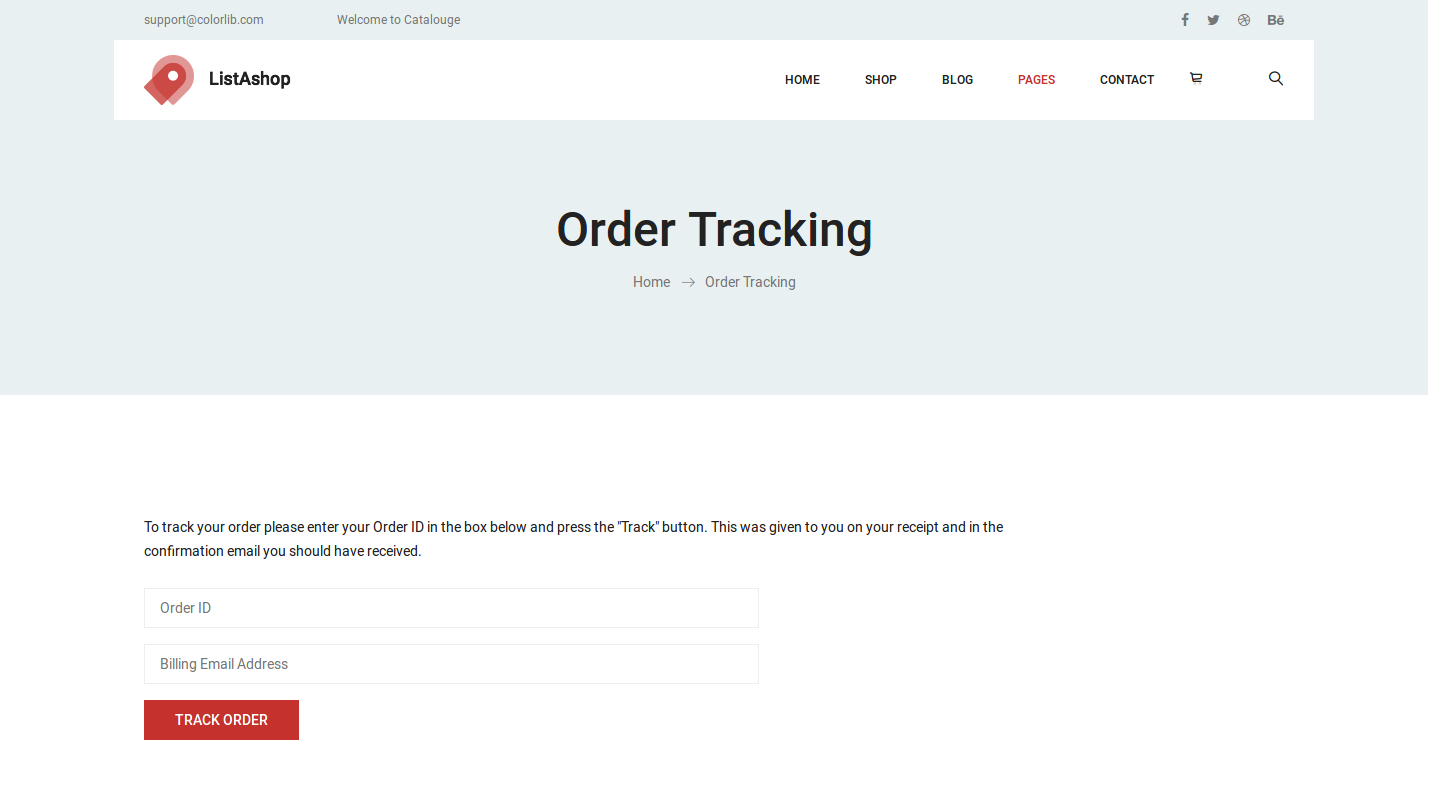 support@colorlib.com
Welcome to Catalouge
Bē
ListAshop
HOME
SHOP
BLOG
PAGES
CONTACT
Order Tracking
Home
Order Tracking
To track your order please enter your Order ID in the box below and press the "Track" button. This was given to you on your receipt and in the
confirmation email you should have received.
Order ID
Billing Email Address
TRACK ORDER